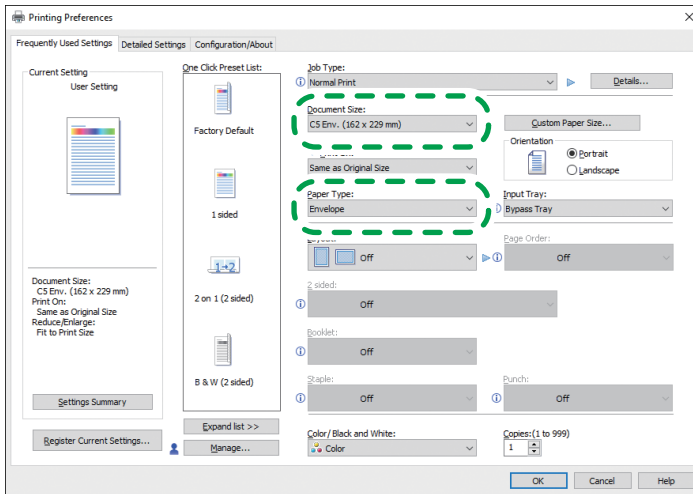 Printing Preferences
Frequently Used Settings Detailed Settings Configuration/About
Current Setting
User Setting
Document Size:
C5 Env. (162 x 229 mm)
Print On:
Same as Original Size
Reduce/Enlarge:
Fit to Print Size
Settings Summary
Register Current Settings...
One Click Preset List:
Factory Default
1 sided
1→2
2 on 1 (2 sided)
B & W (2 sided)
Expand list >>
Manage...
Job Type:
Normal Print
Details...
Document Size:
C5 Env. (162 x 229 mm)
Custom Paper Size...
Orientation
Portrait
Landscape
Same as Original Size
Paper Type:
Envelope
Input Tray:
Bypass Tray
Off
Page Order:
Off
2 sided:
Off
Booklet:
Off
Staple:
Off
Punch:
Off
Color/ Black and White:
Color
Copies:(1 to 999)
1
OK Cancel Help